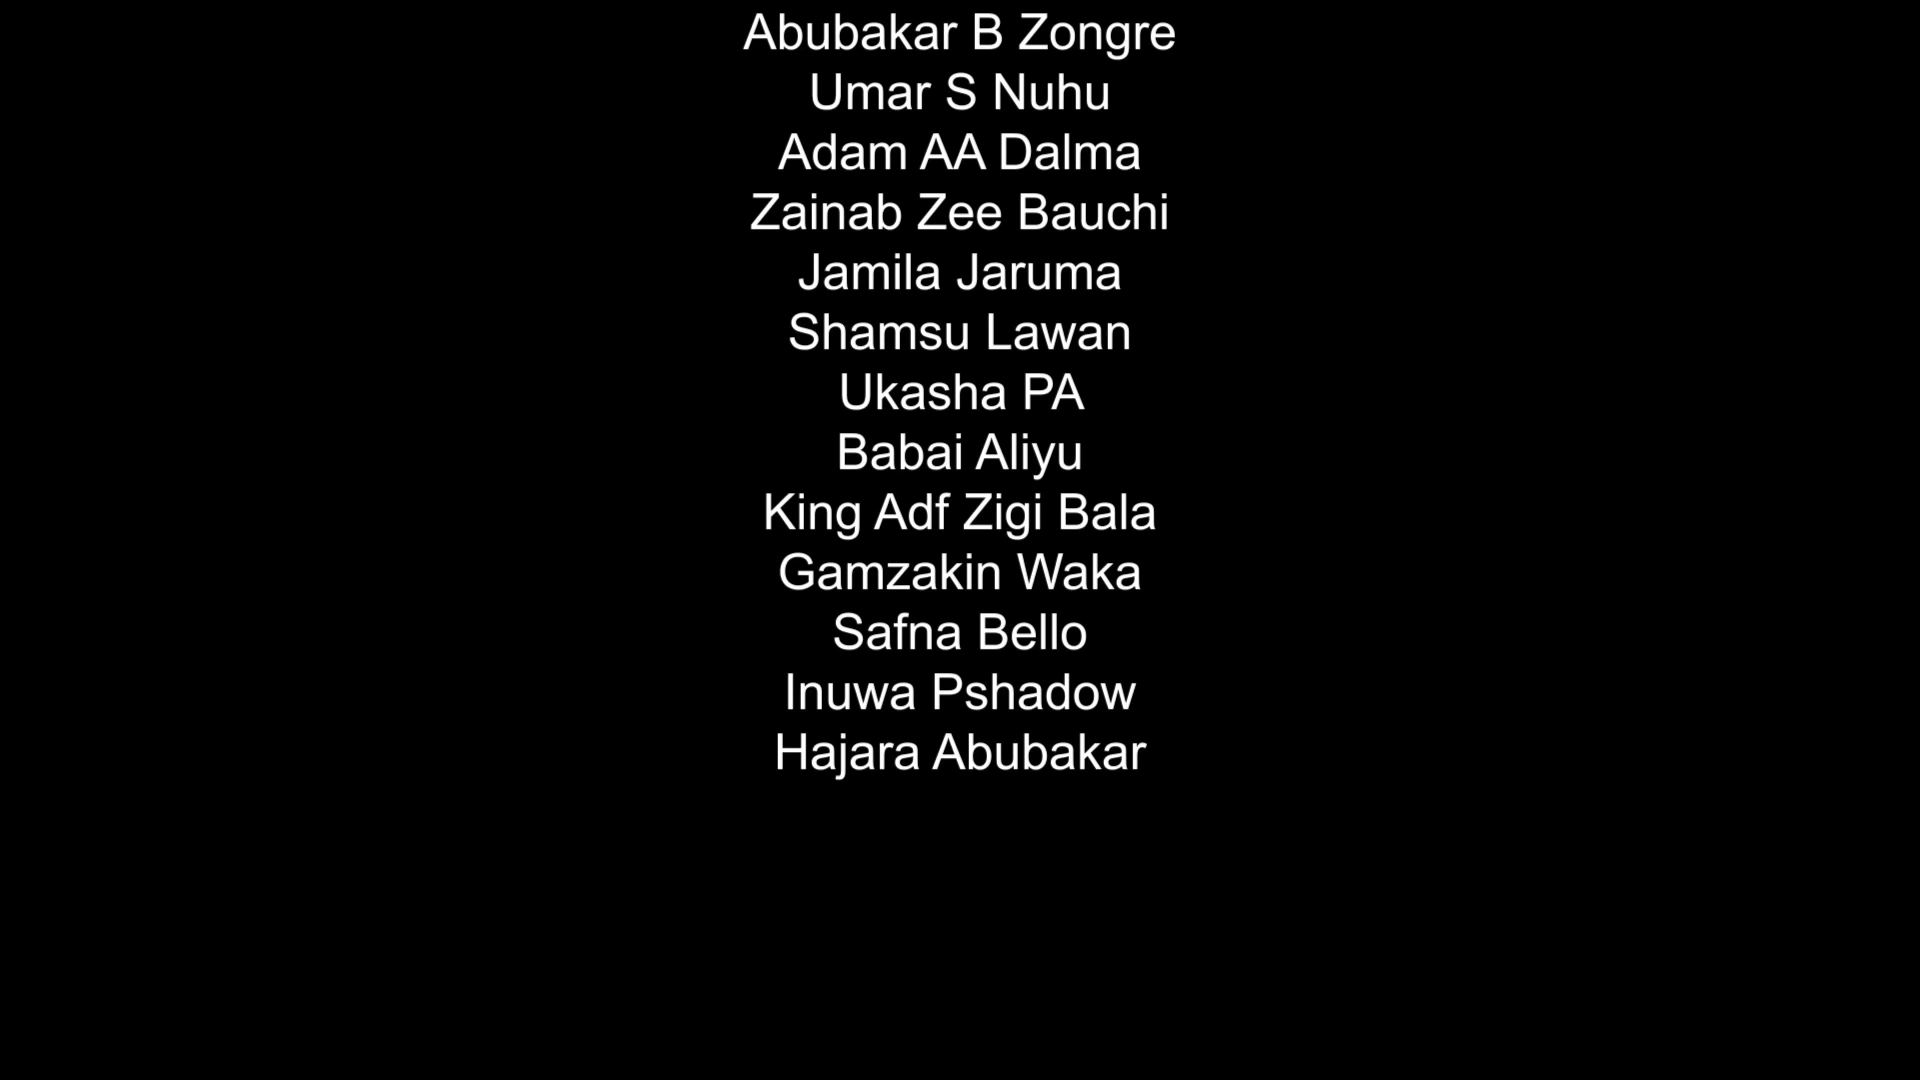 Abubakar B Zongre
Umar S Nuhu
Adam AA Dalma
Zainab Zee Bauchi
Jamila Jaruma
Shamsu Lawan
Ukasha PA
Babai Aliyu
King Adf Zigi Bala
Gamzakin Waka
Safna Bello
Inuwa Pshadow
Hajara Abubakar